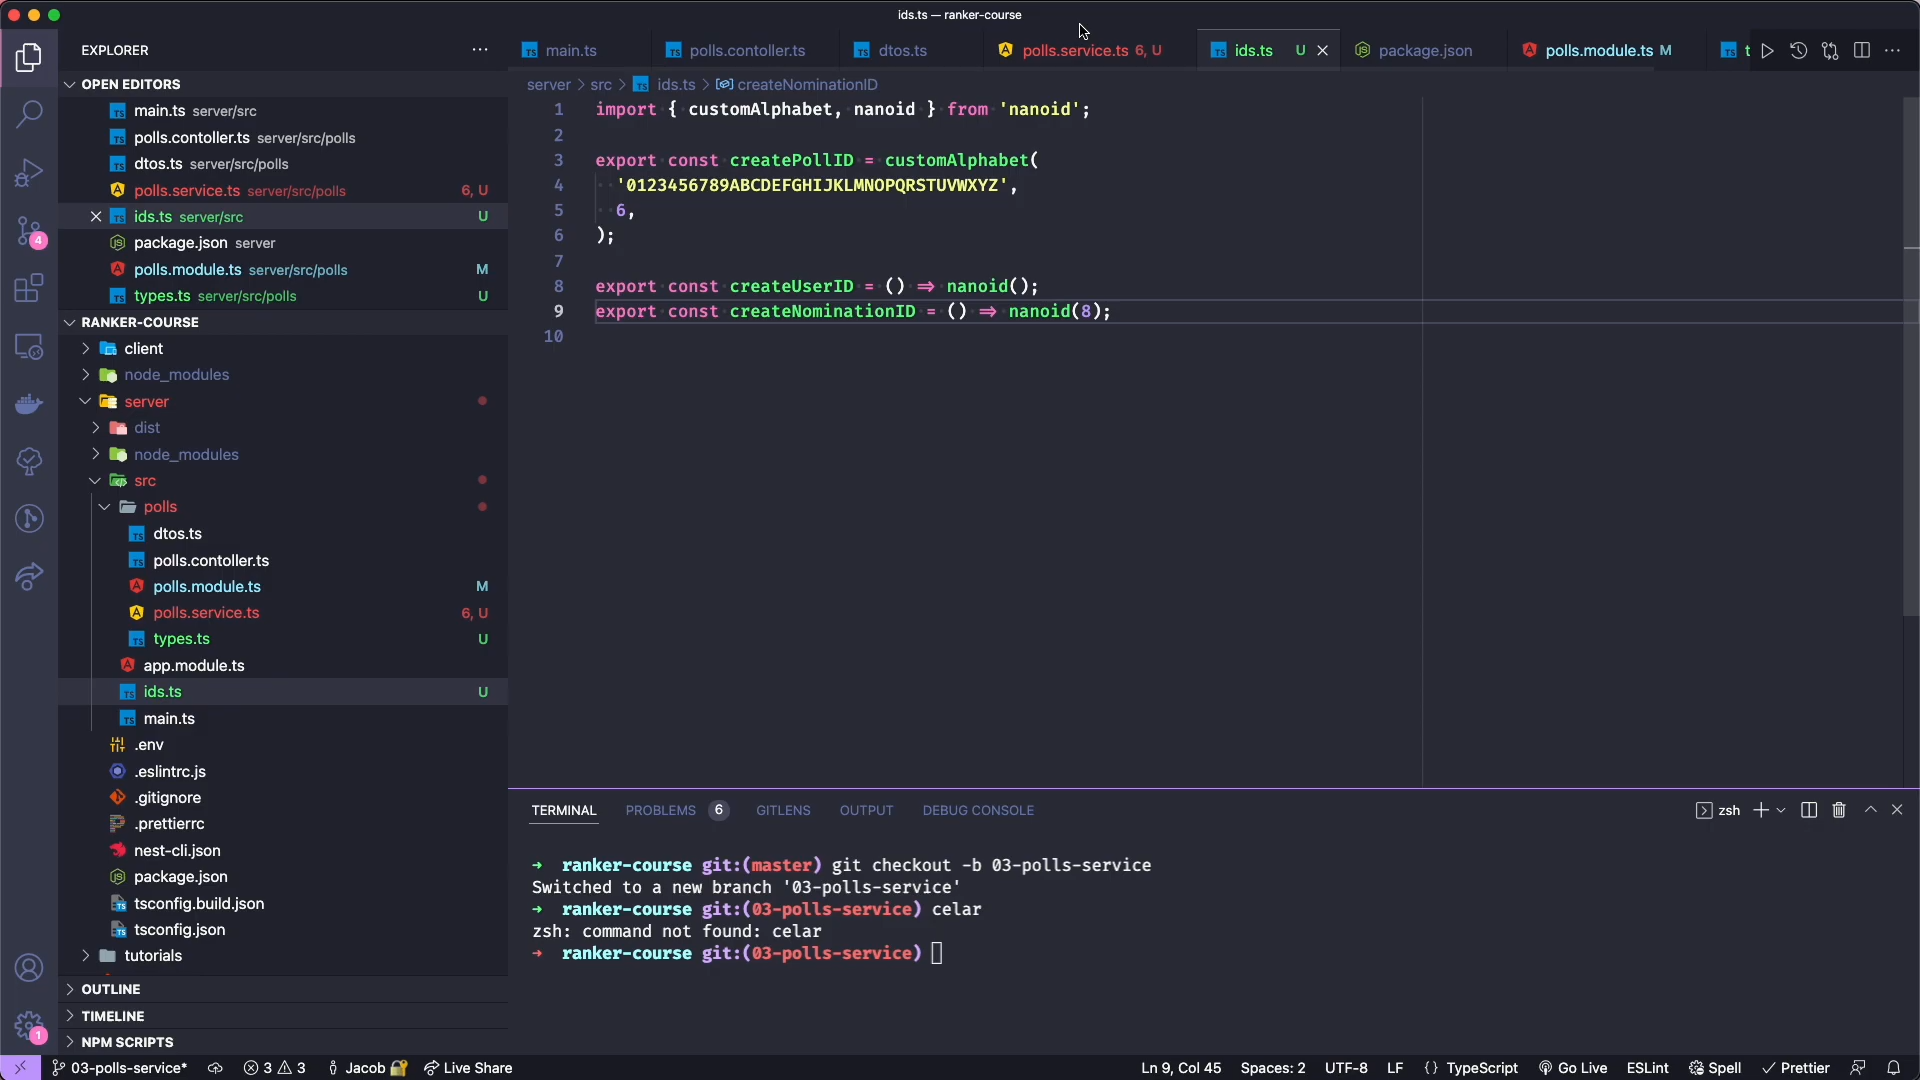 ids.ts — ranker-course
EXPLORER
OPEN EDITORS
main.ts server/src
polls.contoller.ts server/src/polls
dtos.ts server/src/polls
polls.service.ts server/src/polls 6, U
ids.ts server/src U
package.json server
polls.module.ts server/src/polls M
types.ts server/src/polls U
RANKER-COURSE
client
node_modules
server
dist
node_modules
src
polls
dtos.ts
polls.contoller.ts
polls.module.ts M
polls.service.ts 6, U
types.ts U
app.module.ts
ids.ts U
main.ts
.env
.eslintrc.js
.gitignore
.prettierrc
nest-cli.json
package.json
tsconfig.build.json
tsconfig.json
tutorials
OUTLINE
TIMELINE
NPM SCRIPTS
4
1
main.ts polls.contoller.ts dtos.ts polls.service.ts 6, U ids.ts U package.json polls.module.ts M t
server > src > ids.ts > createNominationID
1 import { customAlphabet, nanoid } from 'nanoid';
2
3 export const createPollID = customAlphabet(
4 '0123456789ABCDEFGHIJKLMNOPQRSTUVWXYZ',
5 6,
6 );
7
8 export const createUserID = () => nanoid();
9 export const createNominationID = () => nanoid(8);
10
TERMINAL PROBLEMS 6 GITLENS OUTPUT DEBUG CONSOLE zsh
→ ranker-course git:(master) git checkout -b 03-polls-service
Switched to a new branch '03-polls-service'
→ ranker-course git:(03-polls-service) celar
zsh: command not found: celar
→ ranker-course git:(03-polls-service)
03-polls-service* 3 3 Jacob Live Share Ln 9, Col 45 Spaces: 2 UTF-8 LF {} TypeScript Go Live ESLint Spell Prettier